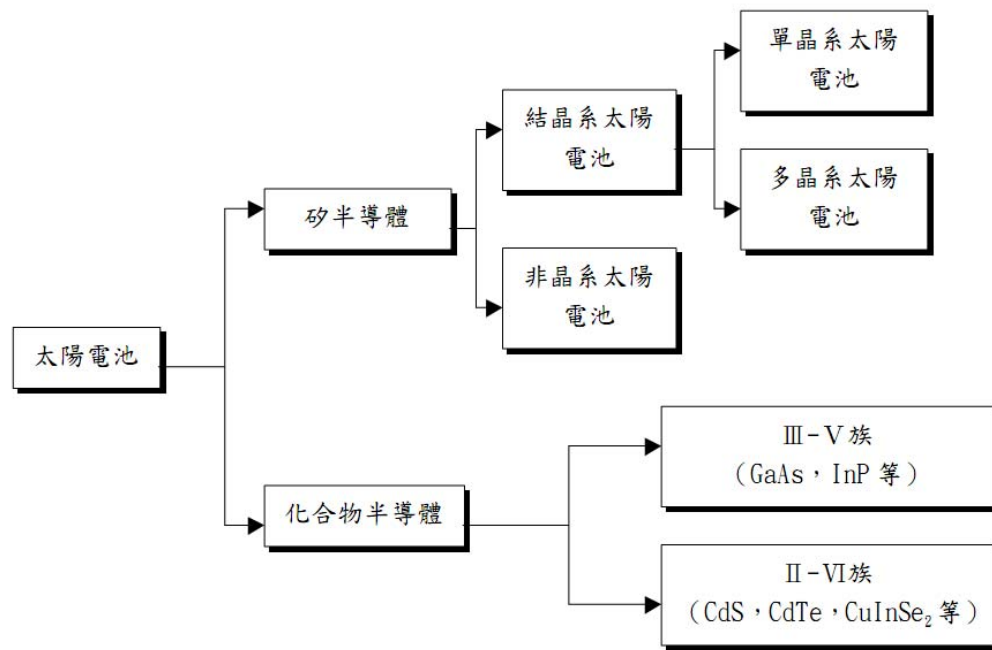 太陽電池
矽半導體
結晶系太陽
電池
單晶系太陽
電池
多晶系太陽
電池
非晶系太陽
電池
化合物半導體
Ⅲ-Ⅴ族
(GaAs，InP 等)
Ⅱ-Ⅵ族
(CdS，CdTe，CuInSe₂ 等)